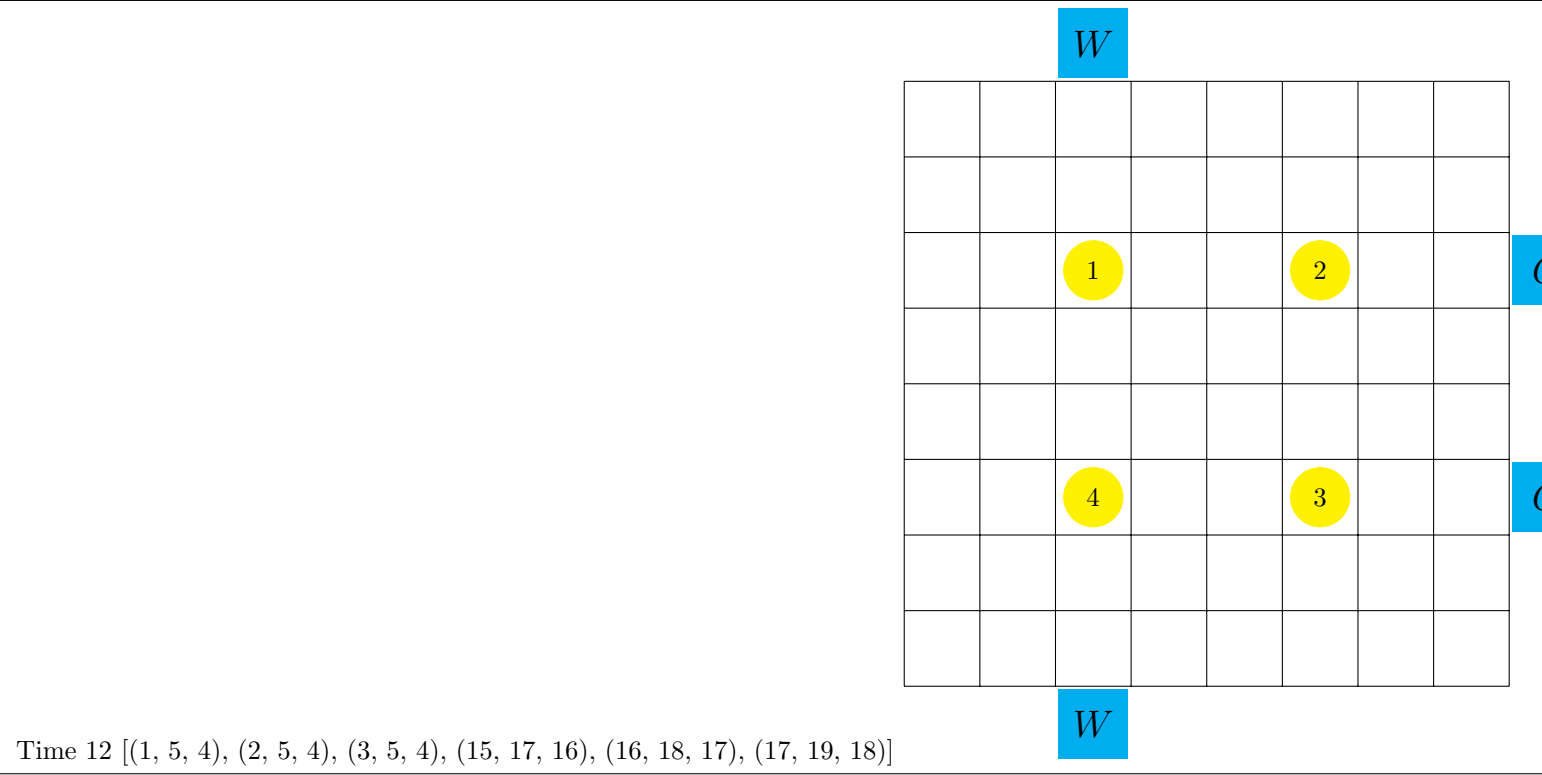 W
1 2
4 3
W
Time 12 [(1, 5, 4), (2, 5, 4), (3, 5, 4), (15, 17, 16), (16, 18, 17), (17, 19, 18)]